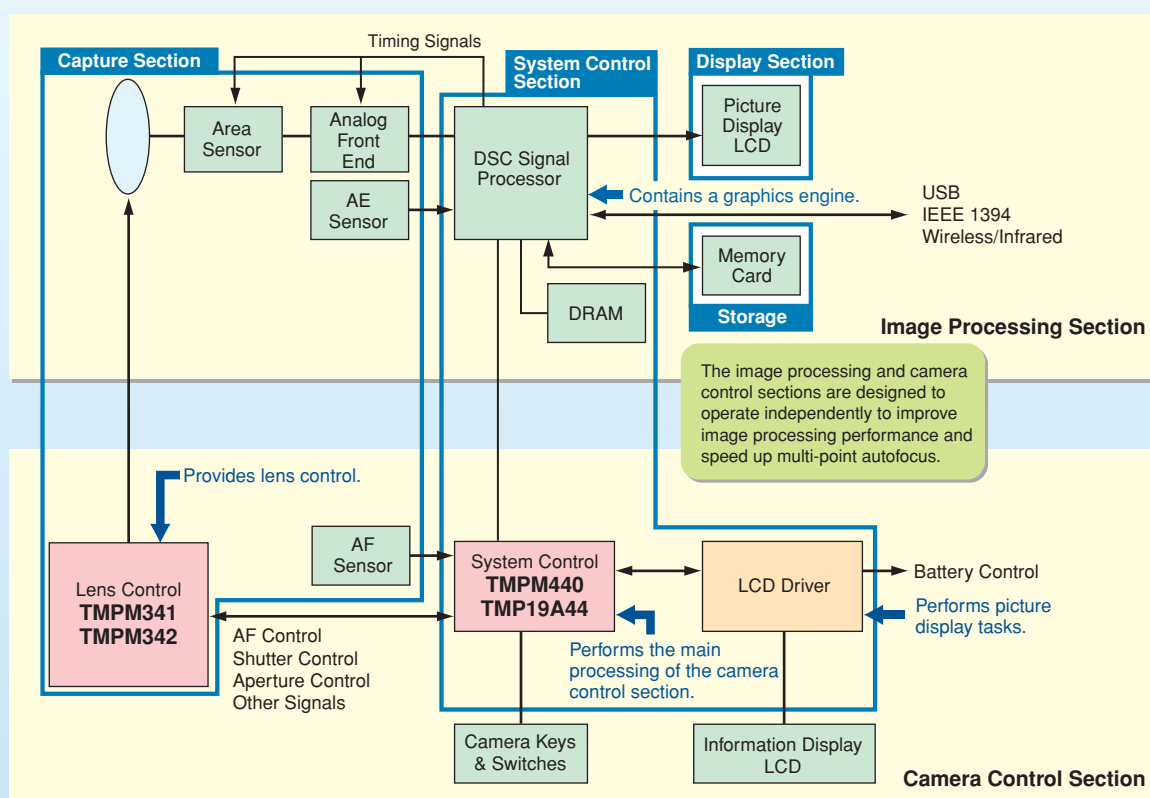 Timing Signals
Capture Section
System Control
Section
Display Section
Area
Sensor
Analog
Front
End
DSC Signal
Processor
Picture
Display
LCD
AE
Sensor
Contains a graphics engine.
USB
IEEE 1394
Wireless/Infrared
Memory
Card
DRAM
Storage
Image Processing Section
The image processing and camera
control sections are designed to
operate independently to improve
image processing performance and
speed up multi-point autofocus.
Provides lens control.
AF
Sensor
Lens Control
TMPM341
TMPM342
System Control
TMPM440
TMP19A44
LCD Driver
Battery Control
Performs picture
display tasks.
AF Control
Shutter Control
Aperture Control
Other Signals
Performs the main
processing of the camera
control section.
Camera Keys
& Switches
Information Display
LCD
Camera Control Section